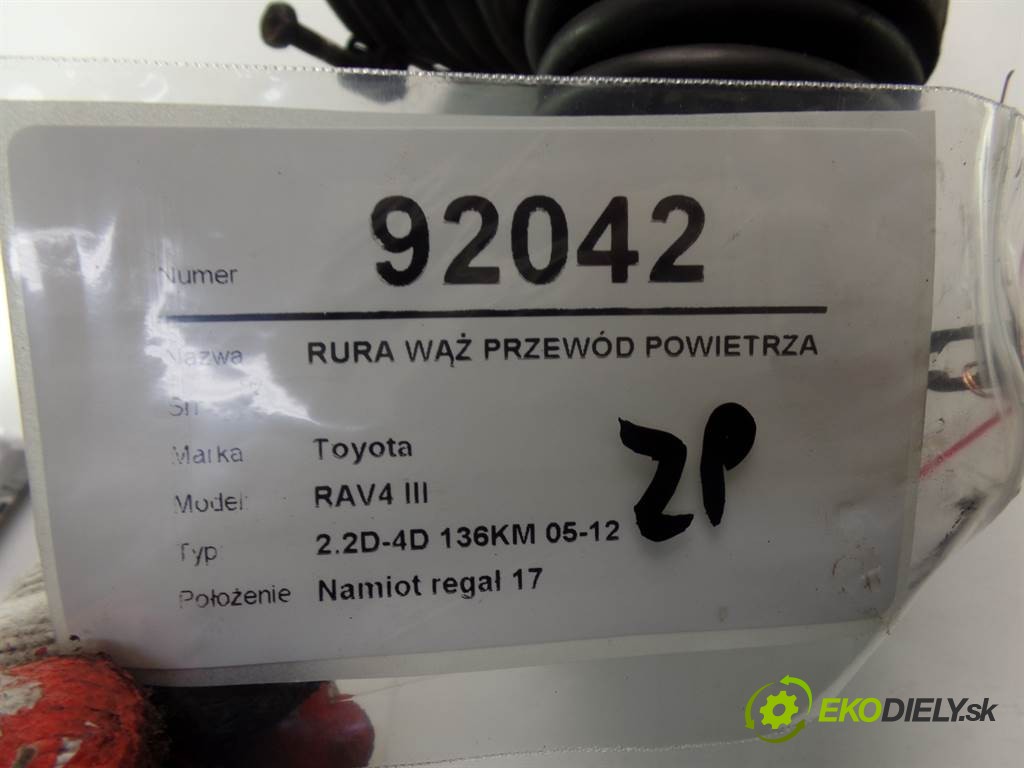 Numer 92042
Nazwa RURA WĄŻ PRZEWÓD POWIETRZA
Marka Toyota
Model: RAV4 III
Typ 2.2D-4D 136KM 05-12
Położenie Namiot regał 17
ZP
EKODIELY.sk